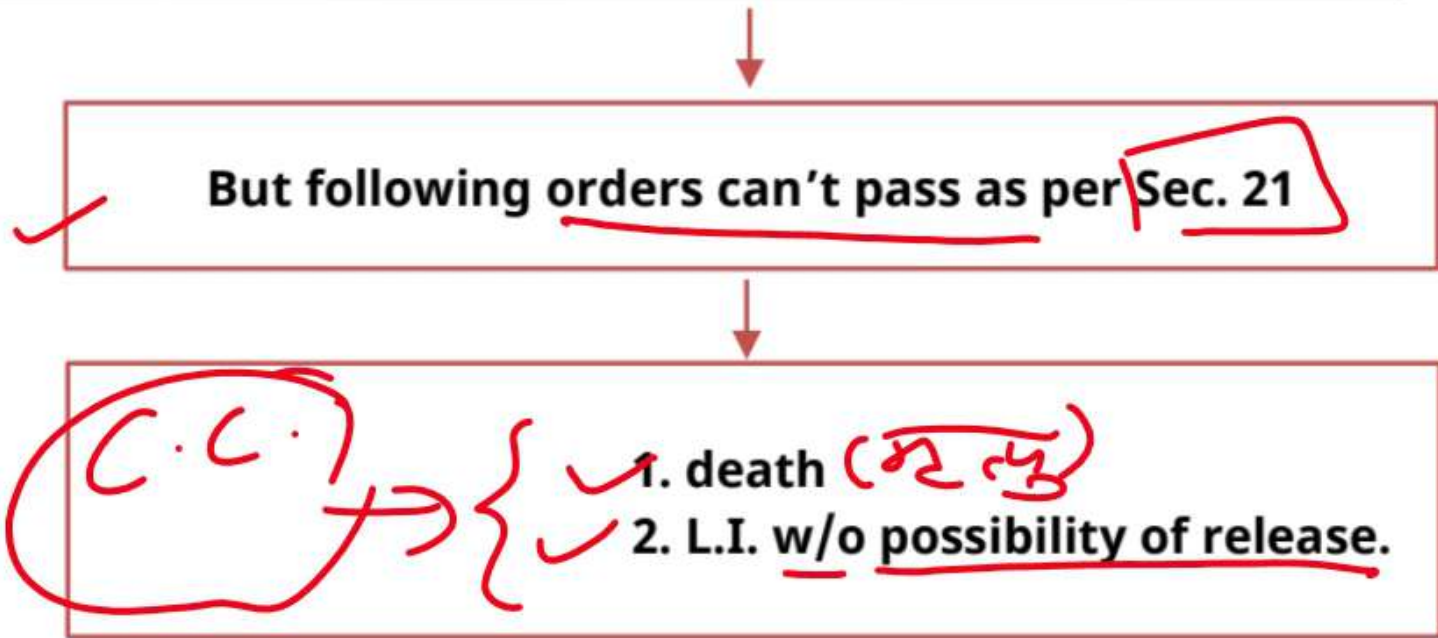 But following orders can't pass as per Sec. 21
C.C.
1. death
2. L.I. w/o possibility of release.